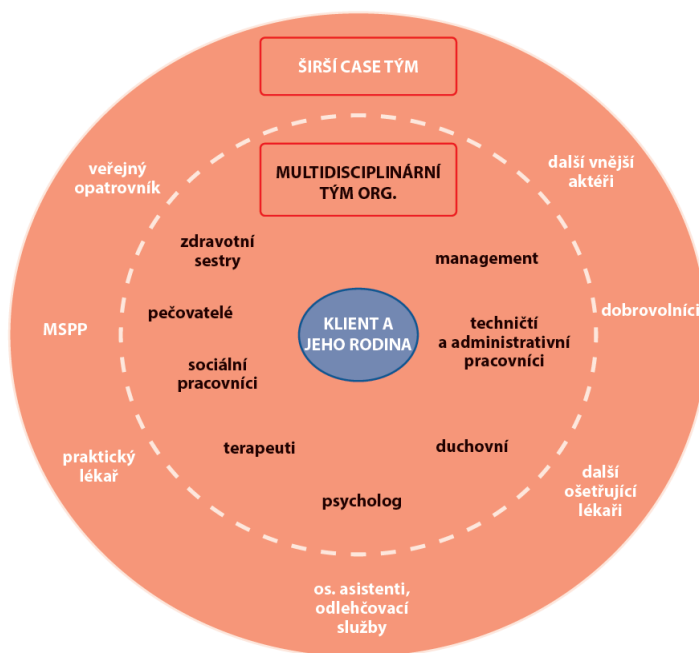 ŠIRŠÍ CASE TÝM
veřejný
opatrovník
další vnější
aktéři
MULTIDISCIPLINÁRNÍ
TÝM ORG.
zdravotní
sestry
management
MSPP
pečovatelé
KLIENT A
JEHO RODINA
techničtí
a administrativní
pracovníci
dobrovolníci
sociální
pracovníci
praktický
lékař
terapeuti
duchovní
další
ošetřující
lékaři
psycholog
os. asistenti,
odlehčovací
služby